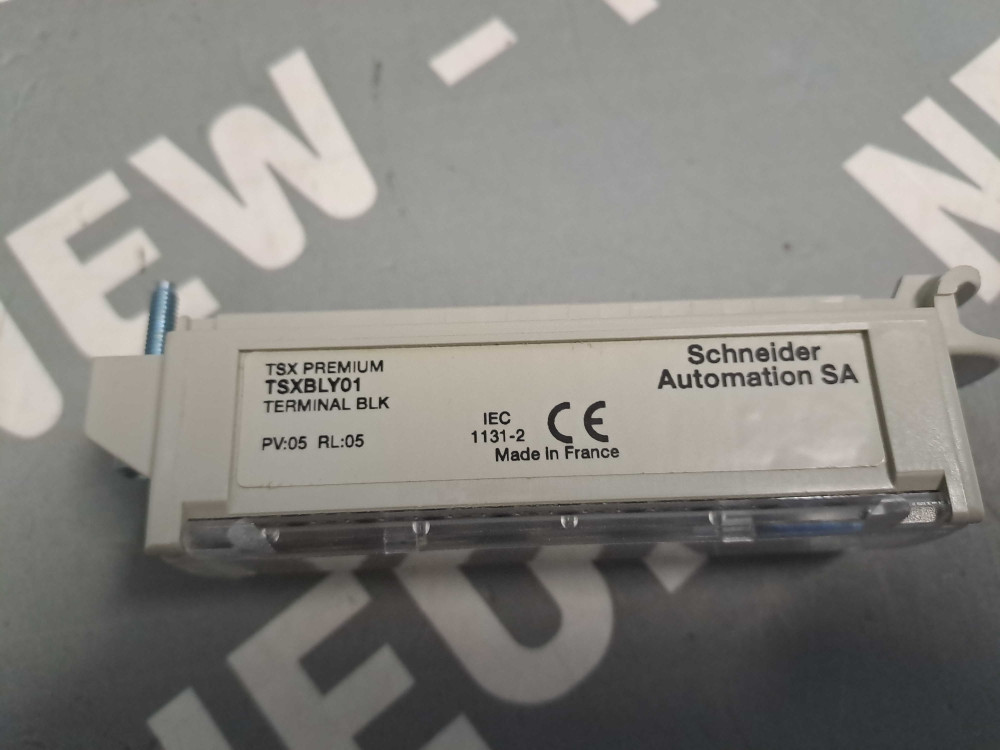 NEW -
TSX PREMIUM
TSXBLY01
TERMINAL BLK
PV:05 RL:05
IEC
1131-2
CE
Made In France
Schneider
Automation SA